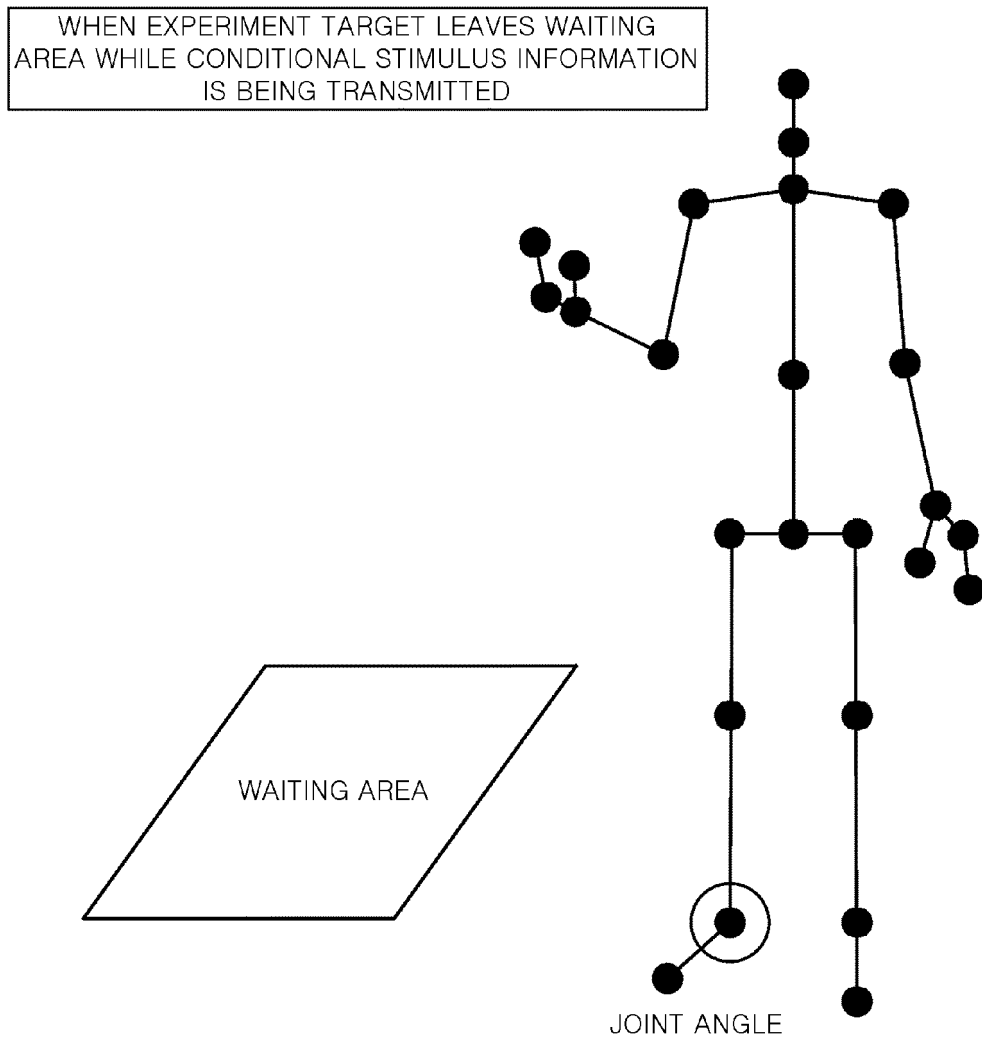 WHEN EXPERIMENT TARGET LEAVES WAITING
AREA WHILE CONDITIONAL STIMULUS INFORMATION
IS BEING TRANSMITTED
WAITING AREA
JOINT ANGLE